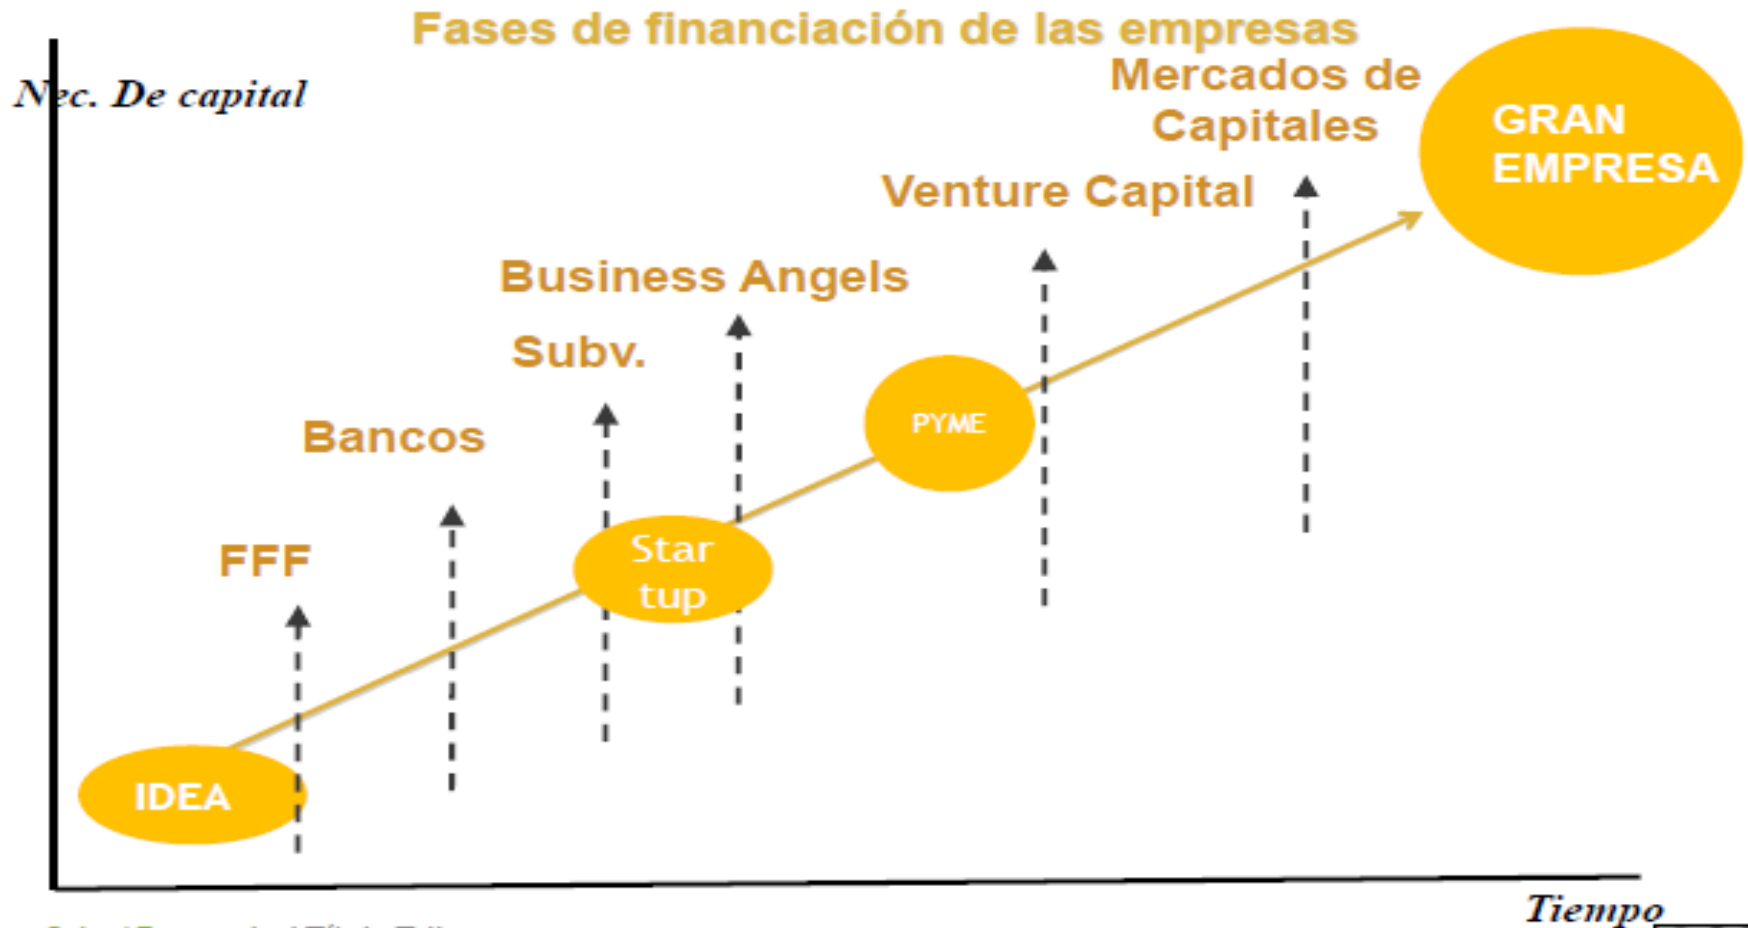 Fases de financiación de las empresas
Nec. De capital
Mercados de
Capitales
GRAN
EMPRESA
Venture Capital
Business Angels
Subv.
Bancos
PYME
FFF
Star
tup
IDEA
Tiempo